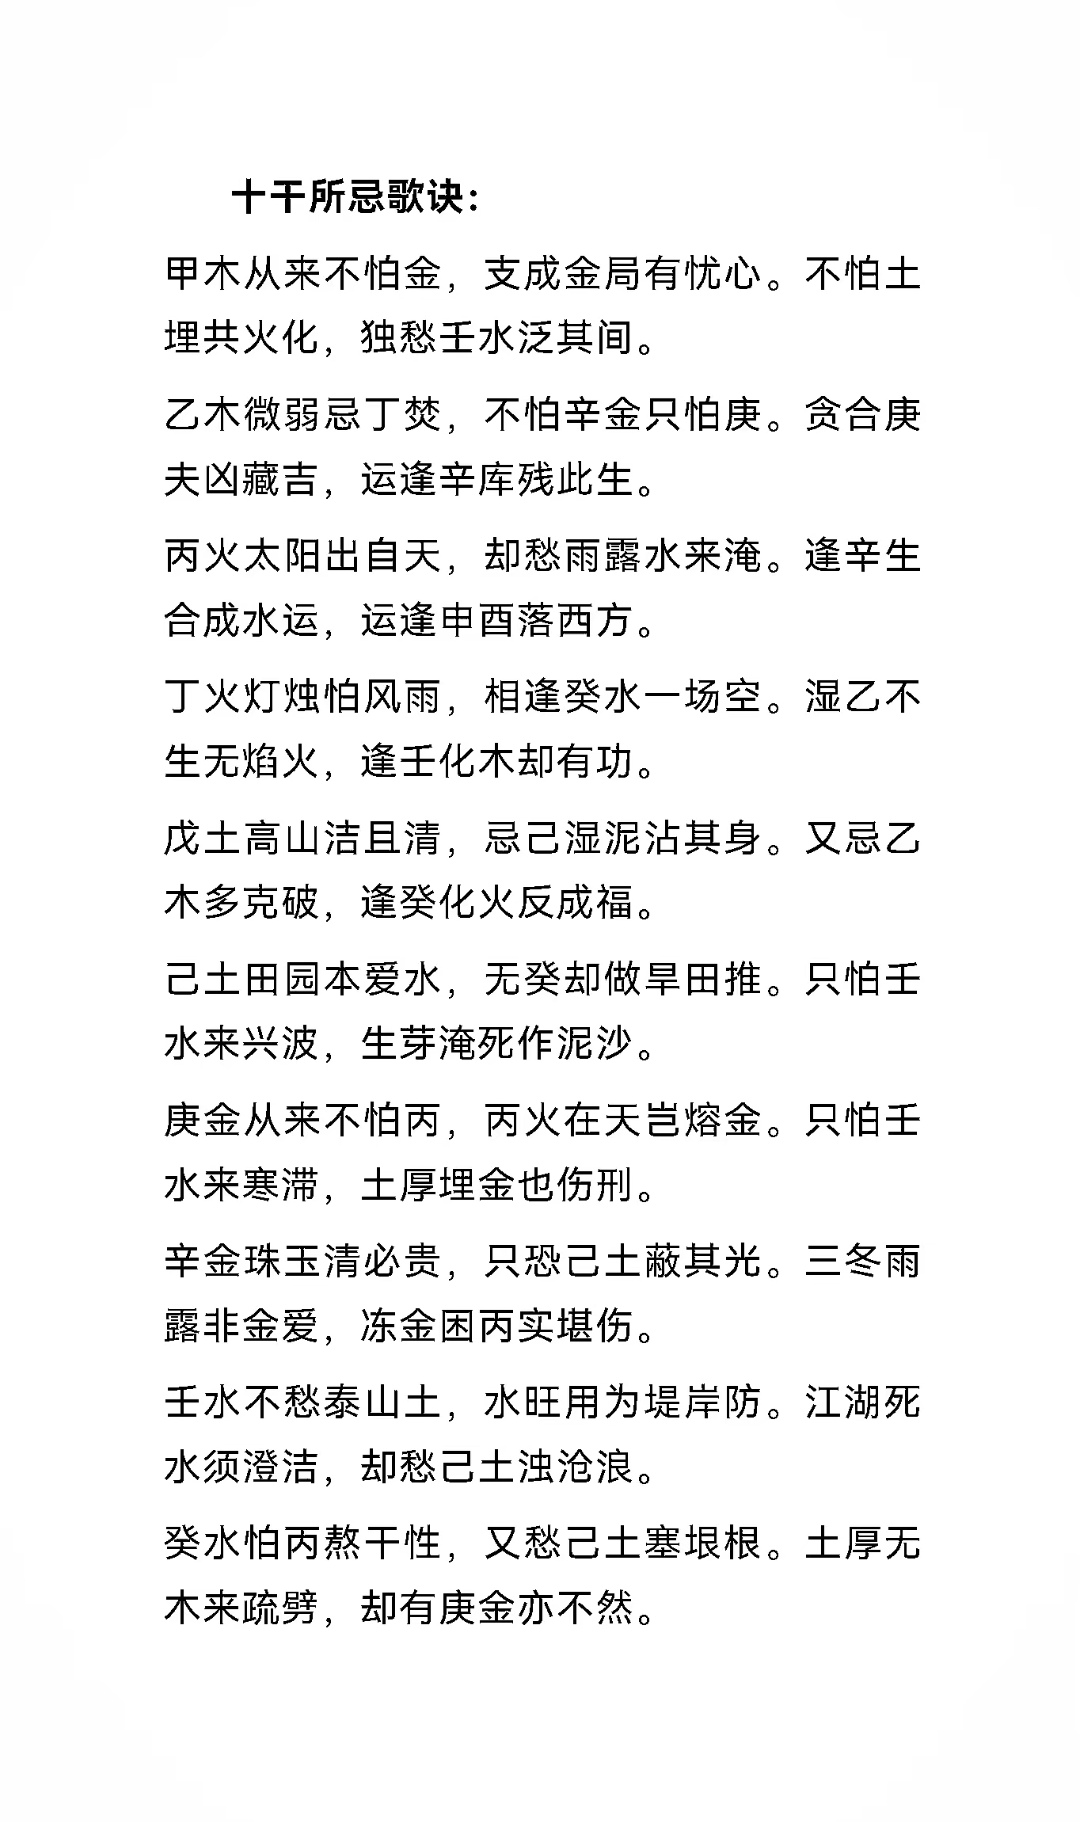 十干所忌歌诀：
甲木从来不怕金，支成金局有忧心。不怕土
埋共火化，独愁壬水泛其间。
乙木微弱忌丁焚，不怕辛金只怕庚。贪合庚
夫凶藏吉，运逢辛库残此生。
丙火太阳出自天，却愁雨露水来淹。逢辛生
合成水运，运逢申酉落西方。
丁火灯烛怕风雨，相逢癸水一场空。湿乙不
生无焰火，逢壬化木却有功。
戊土高山洁且清，忌己湿泥沾其身。又忌乙
木多克破，逢癸化火反成福。
己土田园本爱水，无癸却做旱田推。只怕壬
水来兴波，生芽淹死作泥沙。
庚金从来不怕丙，丙火在天岂熔金。只怕壬
水来寒滞，土厚埋金也伤刑。
辛金珠玉清必贵，只恐己土蔽其光。三冬雨
露非金爱，冻金困丙实堪伤。
壬水不愁泰山土，水旺用为堤岸防。江湖死
水须澄洁，却愁己土浊沧浪。
癸水怕丙熬干性，又愁己土塞垠根。土厚无
木来疏劈，却有庚金亦不然。